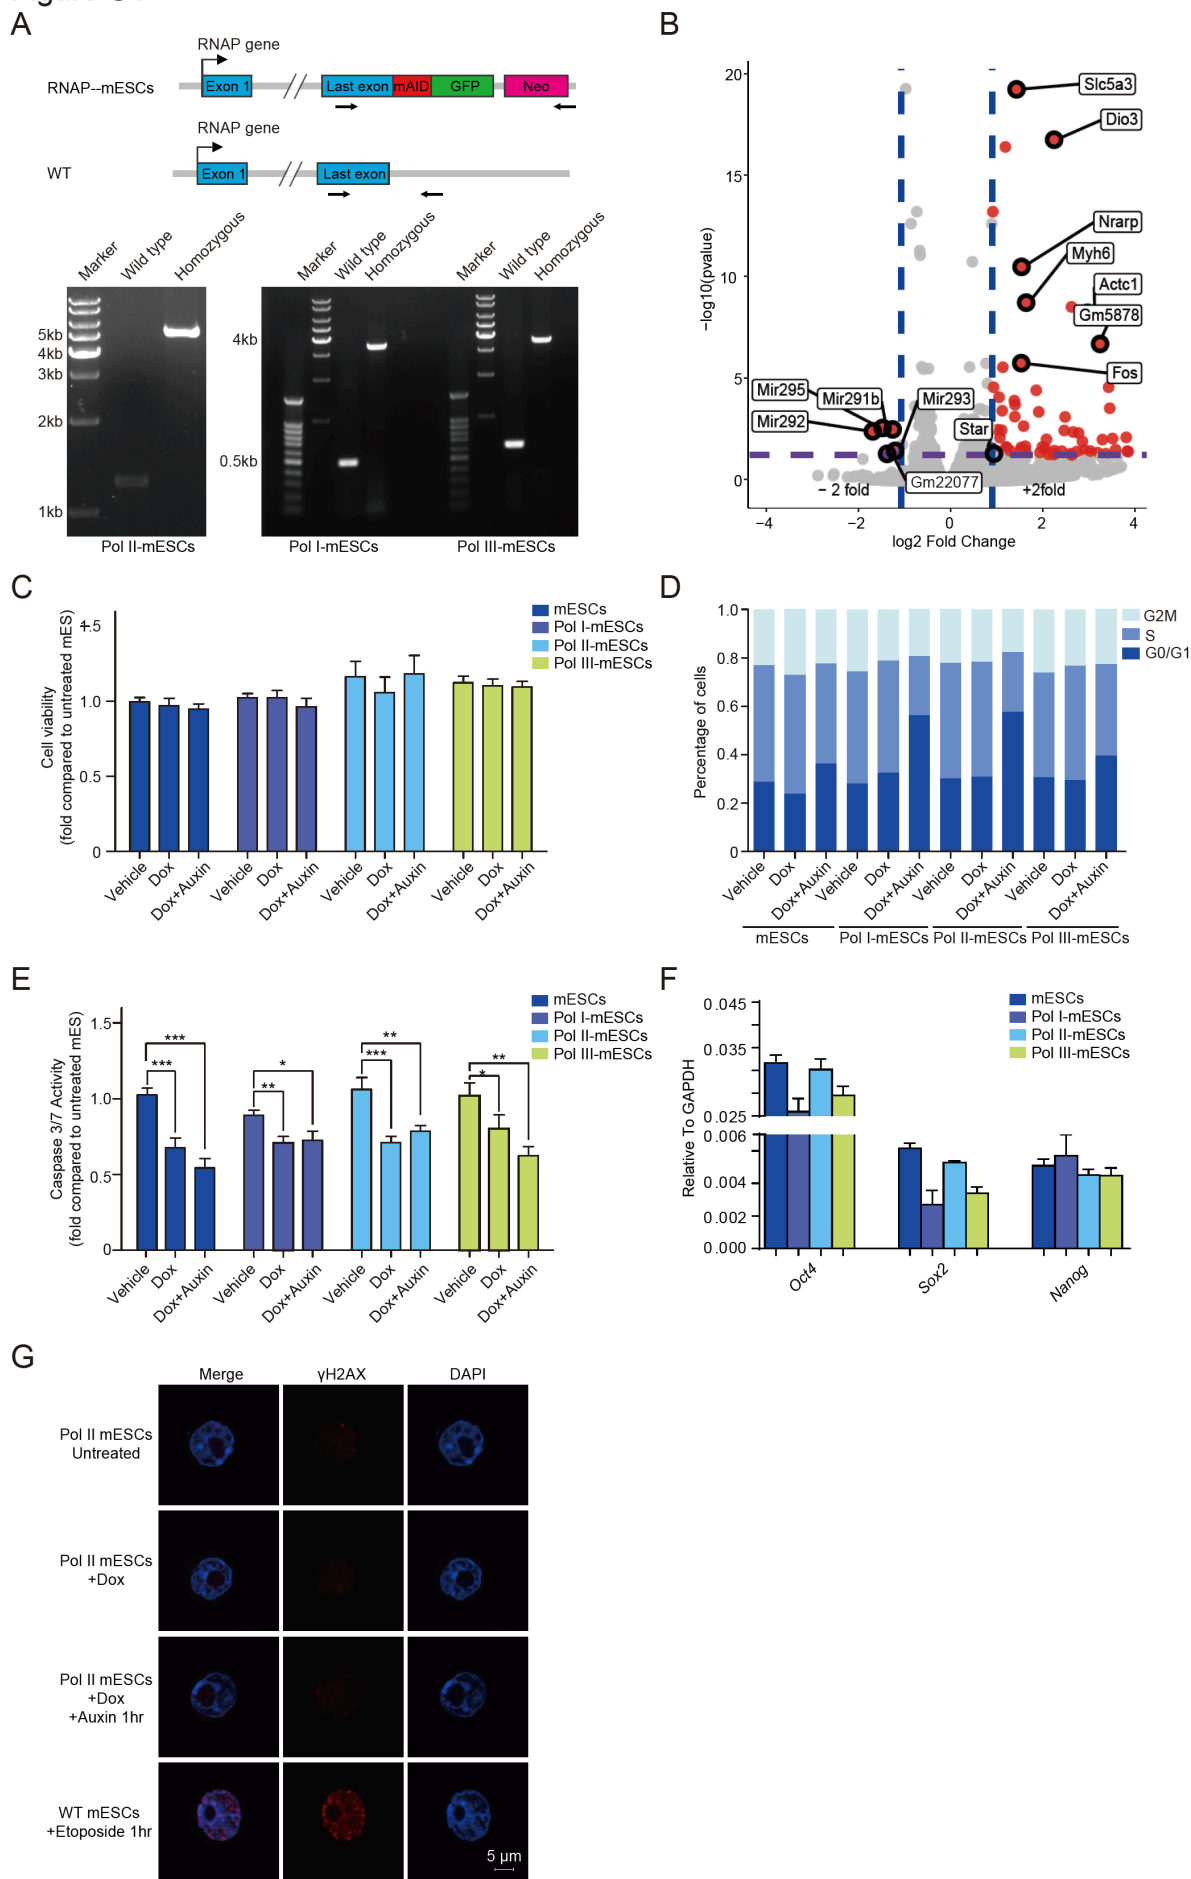 A
RNAP gene
RNAP--mESCs
Exon 1
Last exon
mAID
GFP
Neo
RNAP gene
WT
Exon 1
Last exon
Marker
Wild type
Homozygous
Marker
Wild type
Homozygous
Marker
Wild type
Homozygous
5kb
4kb
3kb
2kb
1kb
4kb
0.5kb
Pol II-mESCs
Pol I-mESCs
Pol III-mESCs
B
−log10(pvalue)
20
15
10
5
0
Slc5a3
Dio3
Nrarp
Myh6
Actc1
Gm5878
Fos
Mir295
Mir291b
Mir293
Mir292
Star
Gm22077
− 2 fold
+2fold
−4
−2
0
2
4
log2 Fold Change
C
Cell viability
(fold compared to untreated mES)
1.5
1.0
0.5
0
mESCs
Pol I-mESCs
Pol II-mESCs
Pol III-mESCs
Vehicle
Dox
Dox+Auxin
Vehicle
Dox
Dox+Auxin
Vehicle
Dox
Dox+Auxin
Vehicle
Dox
Dox+Auxin
D
Percentage of cells
1.0
0.8
0.6
0.4
0.2
0
G2M
S
G0/G1
Vehicle
Dox
Dox+Auxin
Vehicle
Dox
Dox+Auxin
Vehicle
Dox
Dox+Auxin
Vehicle
Dox
Dox+Auxin
mESCs
Pol I-mESCs
Pol II-mESCs
Pol III-mESCs
E
Caspase 3/7 Activity
(fold compared to untreated mES)
1.5
1.0
0.5
0
mESCs
Pol I-mESCs
Pol II-mESCs
Pol III-mESCs
***
***
*
**
**
***
**
*
Vehicle
Dox
Dox+Auxin
Vehicle
Dox
Dox+Auxin
Vehicle
Dox
Dox+Auxin
Vehicle
Dox
Dox+Auxin
F
Relative To GAPDH
0.045
0.035
0.025
0.006
0.004
0.002
0.000
mESCs
Pol I-mESCs
Pol II-mESCs
Pol III-mESCs
Oct4
Sox2
Nanog
G
Merge
γH2AX
DAPI
Pol II mESCs
Untreated
Pol II mESCs
+Dox
Pol II mESCs
+Dox
+Auxin 1hr
WT mESCs
+Etoposide 1hr
5 μm